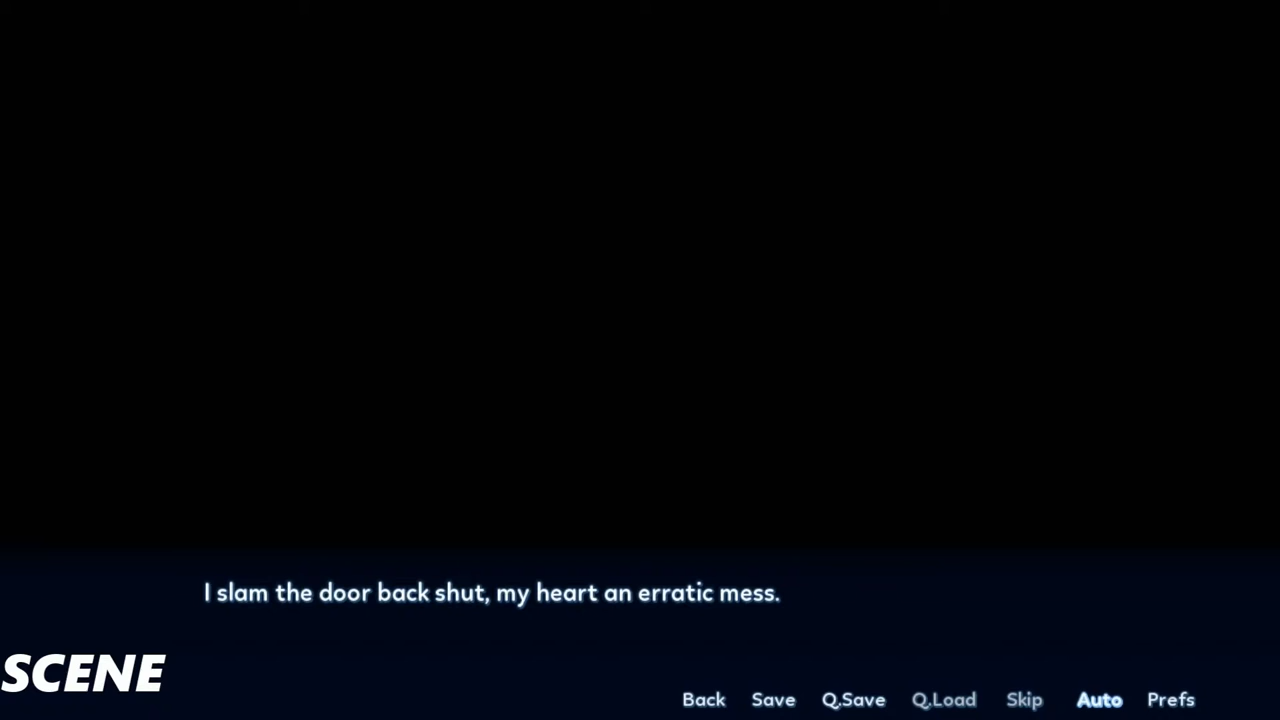 I slam the door back shut, my heart an erratic mess.
SCENE
Back Save Q.Save Q.Load Skip Auto Prefs